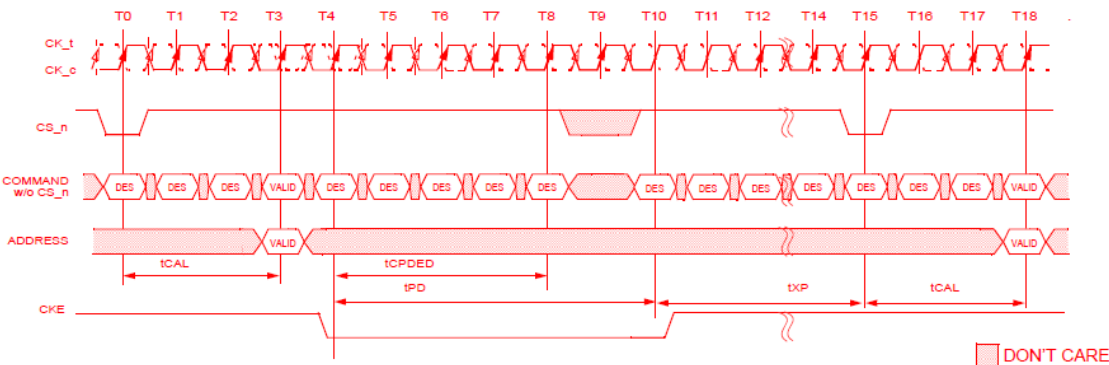 T0 T1 T2 T3 T4 T5 T6 T7 T8 T9 T10 T11 T12 T14 T15 T16 T17 T18 .
CK_t
CK_c
CS_n
COMMAND
w/o CS_n
DES DES DES VALID DES DES DES DES DES DES DES DES DES DES DES DES VALID
ADDRESS
VALID VALID
tCAL tCPDED
tPD tXP tCAL
CKE
DON'T CARE